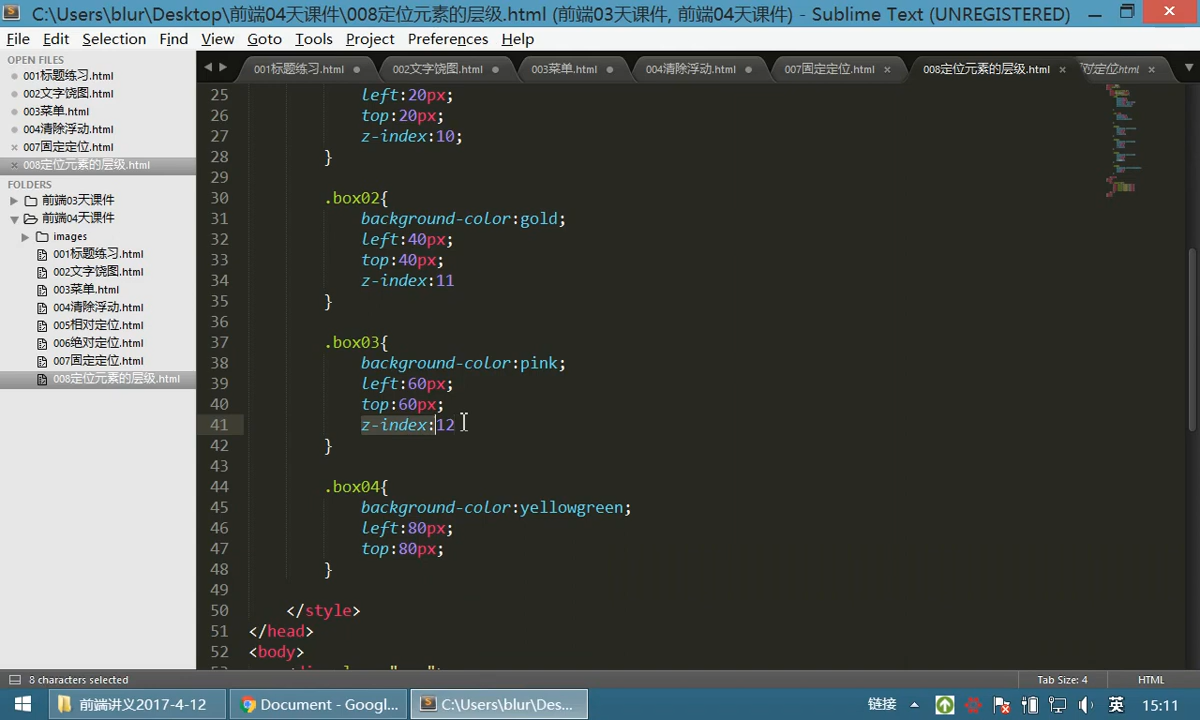 C:\Users\blur\Desktop\前端04天课件\008定位元素的层级.html (前端03天课件, 前端04天课件) - Sublime Text (UNREGISTERED)
File Edit Selection Find View Goto Tools Project Preferences Help
OPEN FILES
001标题练习.html
002文字饶图.html
003菜单.html
004清除浮动.html
007固定定位.html
008定位元素的层级.html
FOLDERS
前端03天课件
前端04天课件
images
001标题练习.html
002文字饶图.html
003菜单.html
004清除浮动.html
005相对定位.html
006绝对定位.html
007固定定位.html
008定位元素的层级.html
001标题练习.html 002文字饶图.html 003菜单.html 004清除浮动.html 007固定定位.html 008定位元素的层级.html 定位html
25 left:20px;
26 top:20px;
27 z-index:10;
28 }
29
30 .box02{
31 background-color:gold;
32 left:40px;
33 top:40px;
34 z-index:11
35 }
36
37 .box03{
38 background-color:pink;
39 left:60px;
40 top:60px;
41 z-index:12
42 }
43
44 .box04{
45 background-color:yellowgreen;
46 left:80px;
47 top:80px;
48 }
49
50 </style>
51 </head>
52 <body>
8 characters selected Tab Size: 4 HTML
前端讲义2017-4-12 Document - Googl... C:\Users\blur\Des... 链接 英 15:11